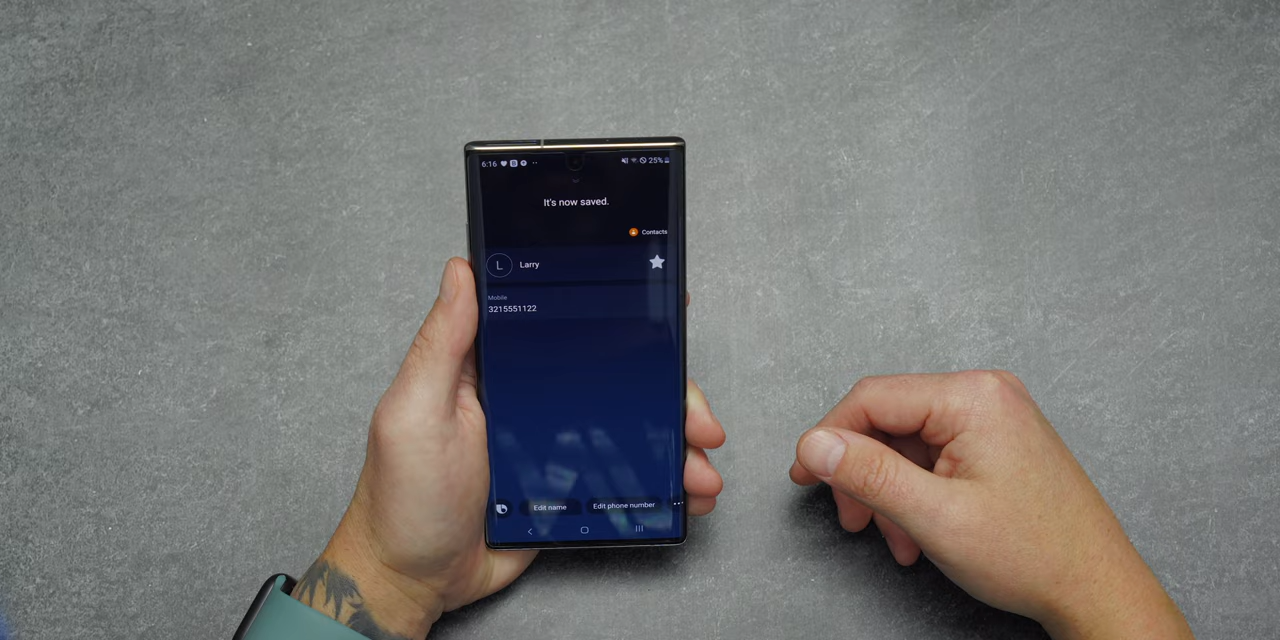 6:16 25%
It's now saved.
Contacts
L Larry
Mobile
3215551122
Edit name Edit phone number